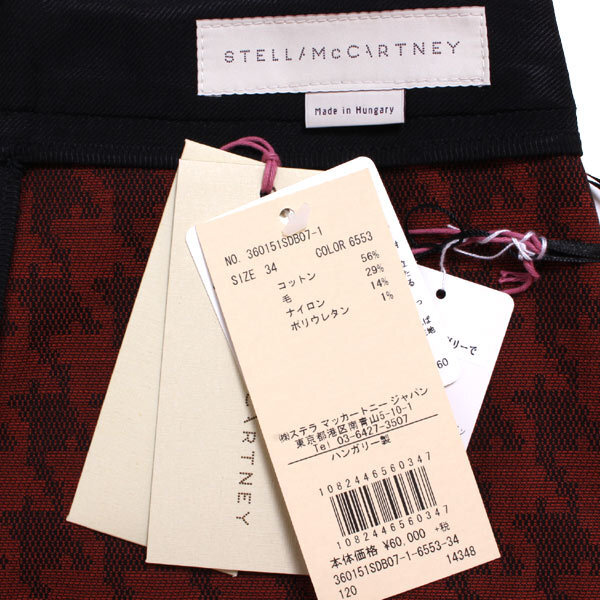 STELLA McCARTNEY
Made in Hungary
NO. 360151SDB07-1
SIZE 34 COLOR 6553
コットン 56%
毛 29%
ナイロン 14%
ポリウレタン 1%
㈱ステラ マッカートニー ジャパン
東京都港区南青山5-10-1
Tel 03-6427-3507
ハンガリー製
1082446560347
1082446560347
本体価格 ¥60,000 +税
360151SDB07-1-6553-34
120 14348
CARTNEY
60